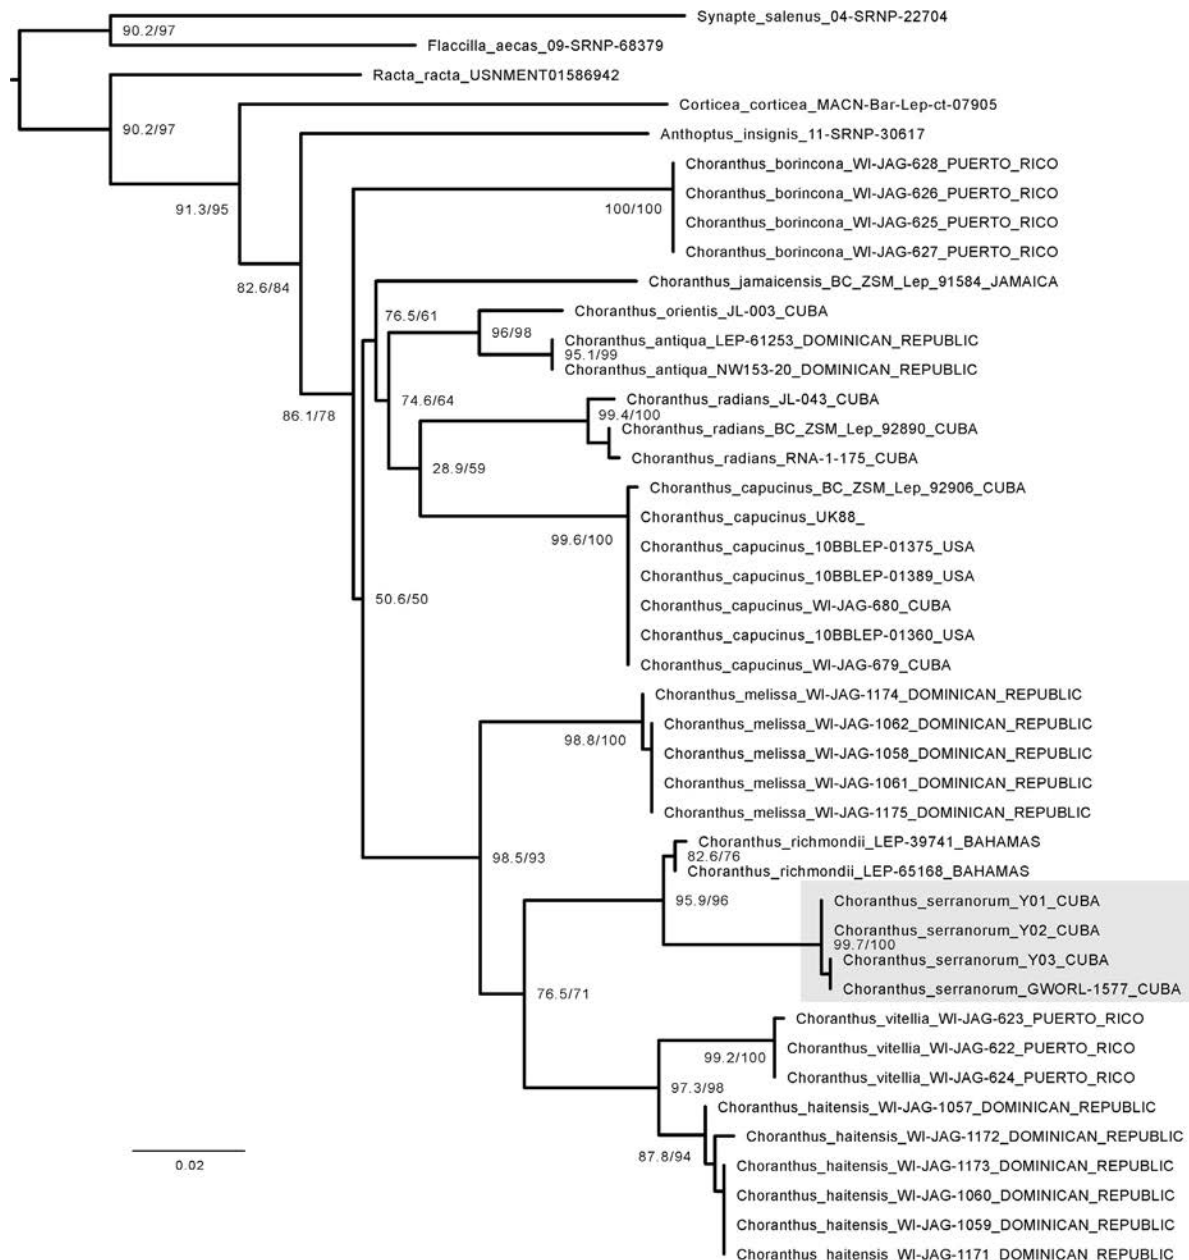 Synapte_salenus_04-SRNP-22704
90.2/97
Flaccilla_aecas_09-SRNP-68379
Racta_racta_USNMENT01586942
Corticea_corticea_MACN-Bar-Lep-ct-07905
90.2/97
Anthoptus_insignis_11-SRNP-30617
Choranthus_borincona_WI-JAG-628_PUERTO_RICO
Choranthus_borincona_WI-JAG-626_PUERTO_RICO
91.3/95
100/100
Choranthus_borincona_WI-JAG-625_PUERTO_RICO
Choranthus_borincona_WI-JAG-627_PUERTO_RICO
82.6/84
Choranthus_jamaicensis_BC_ZSM_Lep_91584_JAMAICA
76.5/61
Choranthus_orientis_JL-003_CUBA
96/98
Choranthus_antiqua_LEP-61253_DOMINICAN_REPUBLIC
95.1/99
Choranthus_antiqua_NW153-20_DOMINICAN_REPUBLIC
Choranthus_radians_JL-043_CUBA
74.6/64
99.4/100
86.1/78
Choranthus_radians_BC_ZSM_Lep_92890_CUBA
Choranthus_radians_RNA-1-175_CUBA
28.9/59
Choranthus_capucinus_BC_ZSM_Lep_92906_CUBA
Choranthus_capucinus_UK88_
99.6/100
Choranthus_capucinus_10BBLEP-01375_USA
Choranthus_capucinus_10BBLEP-01389_USA
50.6/50
Choranthus_capucinus_WI-JAG-680_CUBA
Choranthus_capucinus_10BBLEP-01360_USA
Choranthus_capucinus_WI-JAG-679_CUBA
Choranthus_melissa_WI-JAG-1174_DOMINICAN_REPUBLIC
Choranthus_melissa_WI-JAG-1062_DOMINICAN_REPUBLIC
98.8/100
Choranthus_melissa_WI-JAG-1058_DOMINICAN_REPUBLIC
Choranthus_melissa_WI-JAG-1061_DOMINICAN_REPUBLIC
Choranthus_melissa_WI-JAG-1175_DOMINICAN_REPUBLIC
Choranthus_richmondii_LEP-39741_BAHAMAS
98.5/93
82.6/76
Choranthus_richmondii_LEP-65168_BAHAMAS
95.9/96
Choranthus_serranorum_Y01_CUBA
Choranthus_serranorum_Y02_CUBA
99.7/100
Choranthus_serranorum_Y03_CUBA
Choranthus_serranorum_GWORL-1577_CUBA
76.5/71
Choranthus_vitellia_WI-JAG-623_PUERTO_RICO
Choranthus_vitellia_WI-JAG-622_PUERTO_RICO
99.2/100
Choranthus_vitellia_WI-JAG-624_PUERTO_RICO
97.3/98
Choranthus_haitensis_WI-JAG-1057_DOMINICAN_REPUBLIC
Choranthus_haitensis_WI-JAG-1172_DOMINICAN_REPUBLIC
87.8/94
0.02
Choranthus_haitensis_WI-JAG-1173_DOMINICAN_REPUBLIC
Choranthus_haitensis_WI-JAG-1060_DOMINICAN_REPUBLIC
Choranthus_haitensis_WI-JAG-1059_DOMINICAN_REPUBLIC
Choranthus_haitensis_WI-JAG-1171_DOMINICAN_REPUBLIC